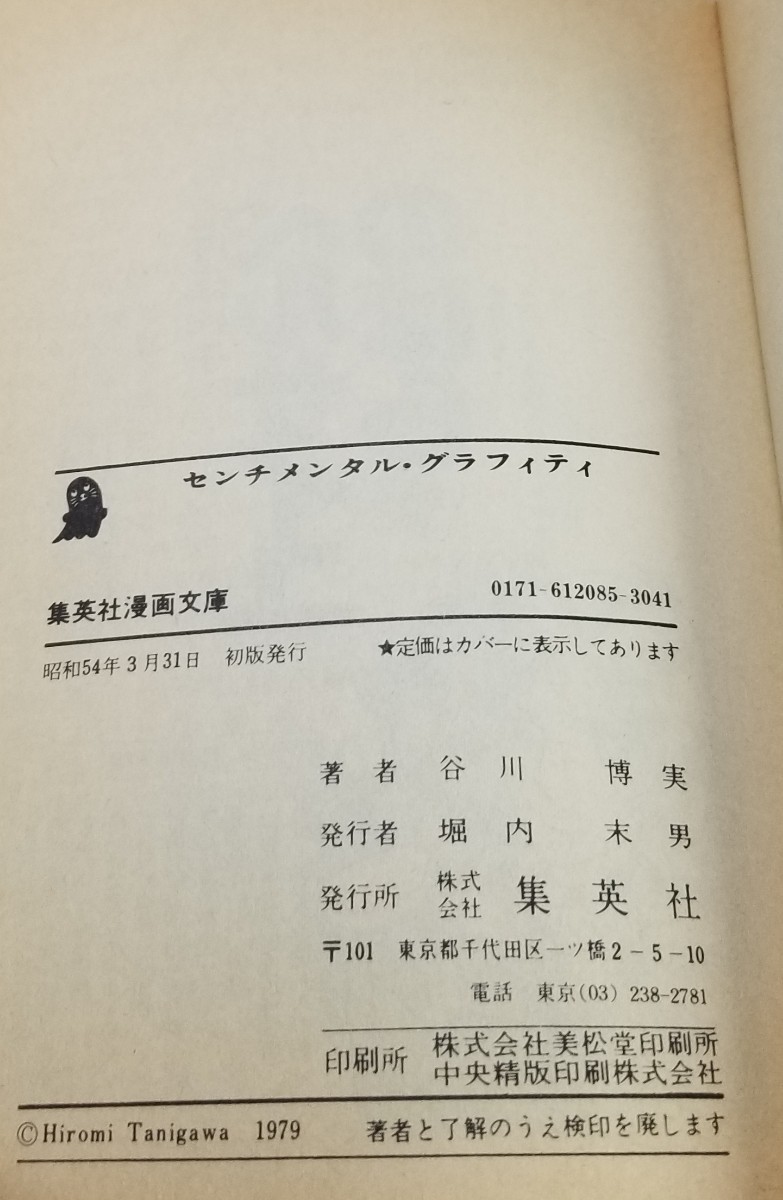 センチメンタル・グラフィティ
集英社漫画文庫 0171-612085-3041
昭和54年3月31日 初版発行 ★定価はカバーに表示してあります
著者 谷川 博実
発行者 堀内 末男
発行所 株式会社 集英社
〒101 東京都千代田区一ツ橋2-5-10
電話 東京(03) 238-2781
印刷所 株式会社美松堂印刷所
中央精版印刷株式会社
©Hiromi Tanigawa 1979 著者と了解のうえ検印を廃します